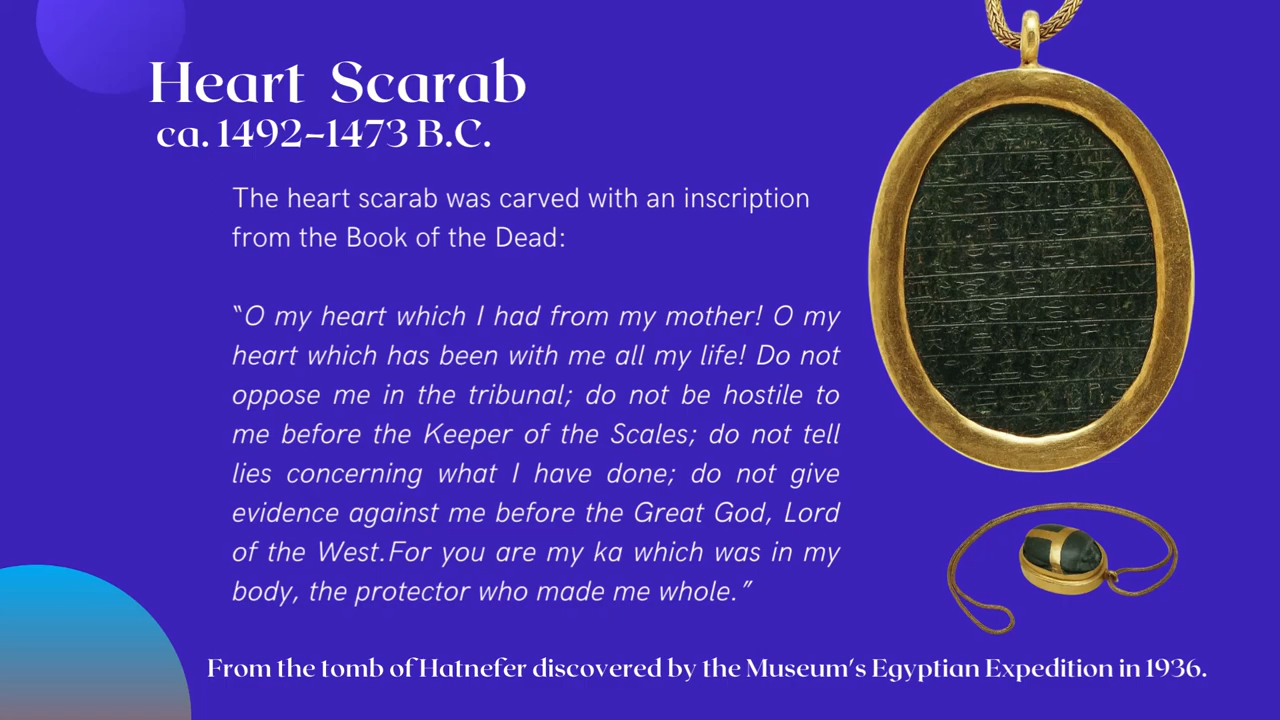 Heart Scarab
ca. 1492–1473 B.C.
The heart scarab was carved with an inscription
from the Book of the Dead:
“O my heart which I had from my mother! O my
heart which has been with me all my life! Do not
oppose me in the tribunal; do not be hostile to
me before the Keeper of the Scales; do not tell
lies concerning what I have done; do not give
evidence against me before the Great God, Lord
of the West.For you are my ka which was in my
body, the protector who made me whole.”
From the tomb of Hatnefer discovered by the Museum's Egyptian Expedition in 1936.